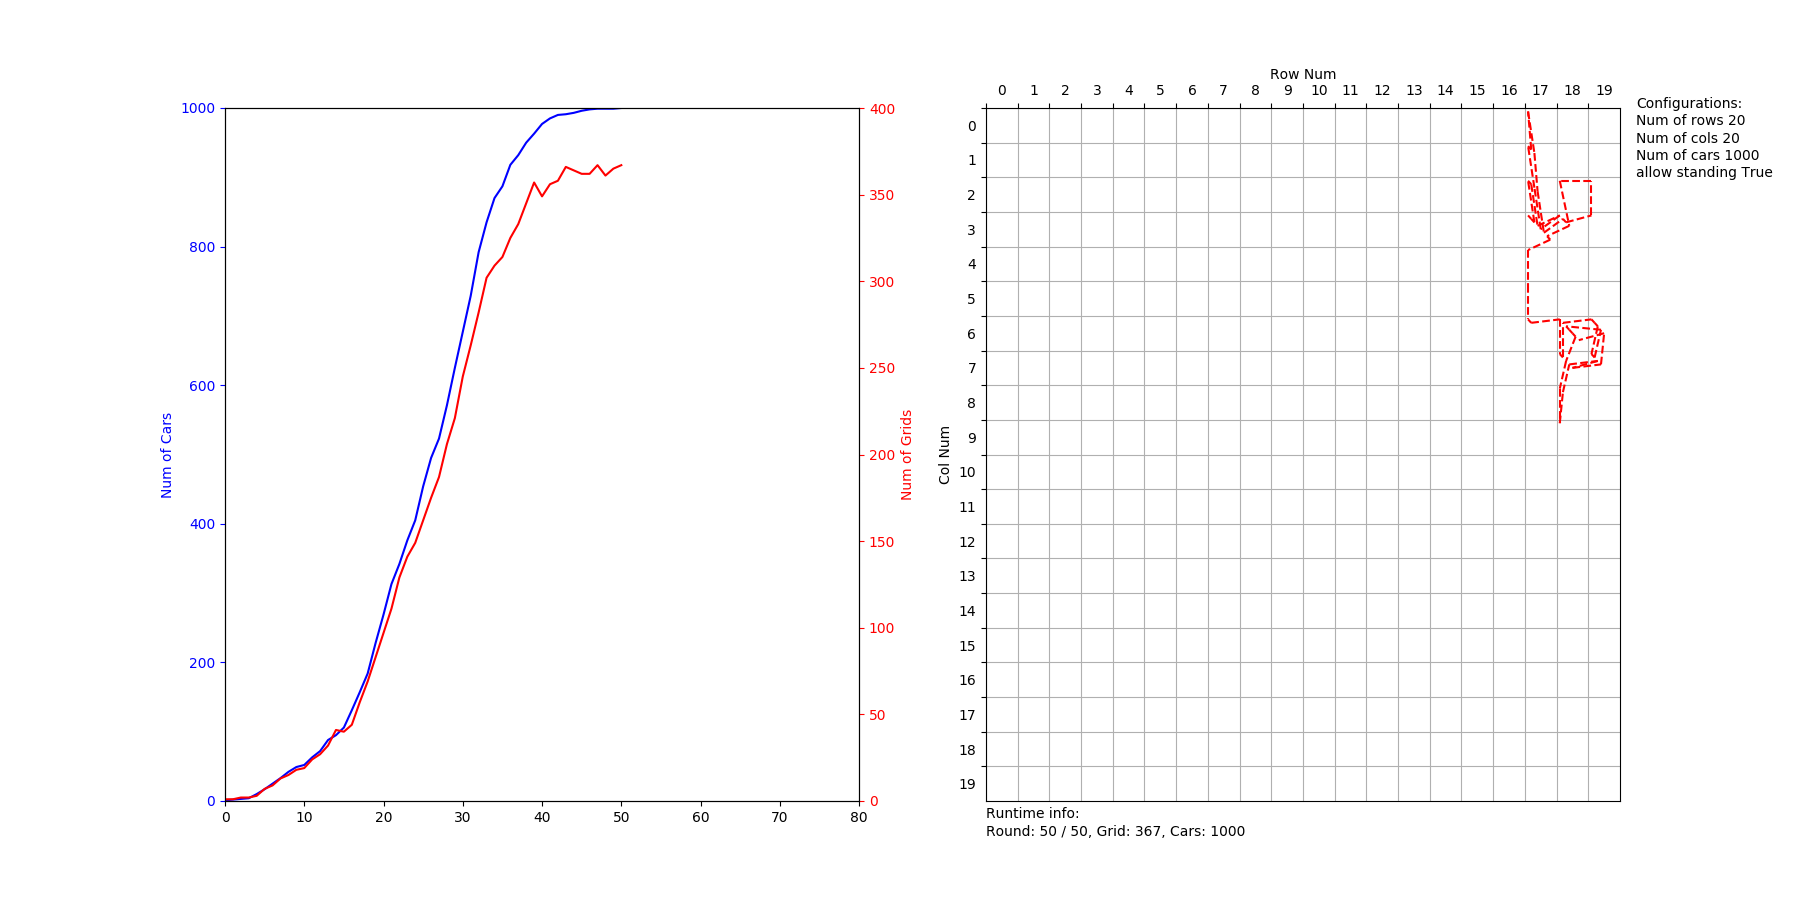 Num of Cars
1000
800
600
400
200
0
0 10 20 30 40 50 60 70 80
400
350
300
250
200
150
100
50
0
Num of Grids
Row Num
0 1 2 3 4 5 6 7 8 9 10 11 12 13 14 15 16 17 18 19
Col Num
0
1
2
3
4
5
6
7
8
9
10
11
12
13
14
15
16
17
18
19
Configurations:
Num of rows 20
Num of cols 20
Num of cars 1000
allow standing True
Runtime info:
Round: 50 / 50, Grid: 367, Cars: 1000